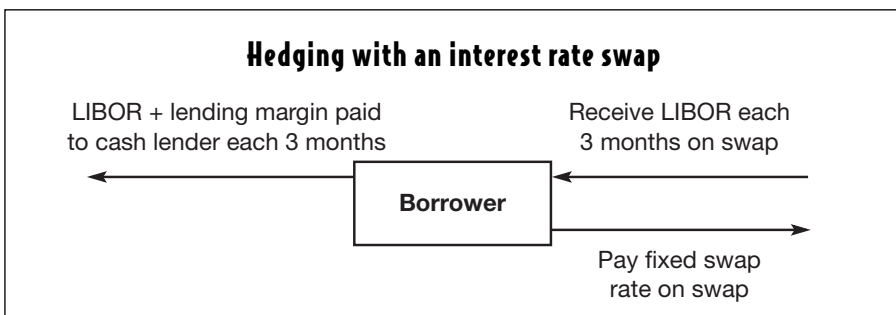 Hedging with an interest rate swap
LIBOR + lending margin paid
to cash lender each 3 months
Receive LIBOR each
3 months on swap
Borrower
Pay fixed swap
rate on swap